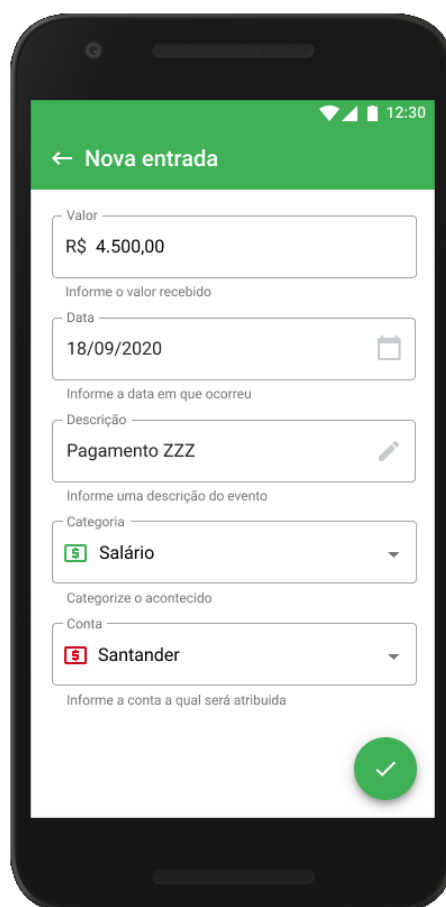 12:30
Nova entrada
Valor
R$ 4.500,00
Informe o valor recebido
Data
18/09/2020
Informe a data em que ocorreu
Descrição
Pagamento ZZZ
Informe uma descrição do evento
Categoria
Salário
Categorize o acontecido
Conta
Santander
Informe a conta a qual será atribuida